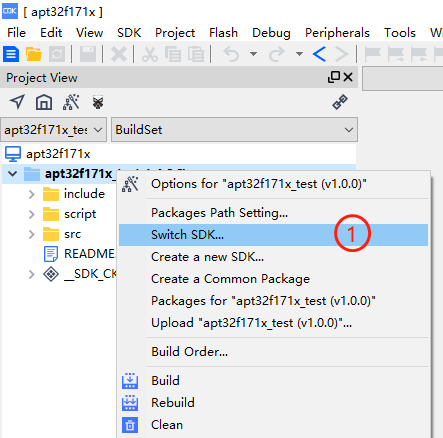 CDK [ apt32f171x ]
File Edit View SDK Project Flash Debug Peripherals Tools
Project View
apt32f171x_tes BuildSet
apt32f171x
apt32f171x_
include
script
src
README
__SDK_CK
Options for "apt32f171x_test (v1.0.0)"
Packages Path Setting...
Switch SDK... 1
Create a new SDK...
Create a Common Package
Packages for "apt32f171x_test (v1.0.0)"
Upload "apt32f171x_test (v1.0.0)"...
Build Order...
Build
Rebuild
Clean